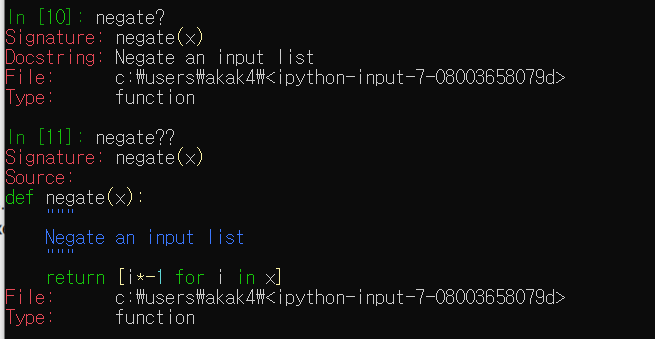 In [10]: negate?
Signature: negate(x)
Docstring: Negate an input list
File:      c:₩users₩akak4₩<ipython-input-7-08003658079d>
Type:      function

In [11]: negate??
Signature: negate(x)
Source:
def negate(x):
    """
    Negate an input list
    """
    return [i*-1 for i in x]
File:      c:₩users₩akak4₩<ipython-input-7-08003658079d>
Type:      function